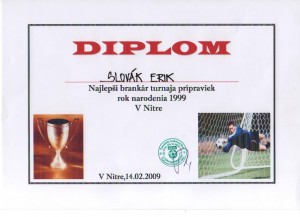 DIPLOM
SLOVÁK ERIK
Najlepší brankár turnaja prípraviek
rok narodenia 1999
V Nitre
V Nitre,14.02.2009